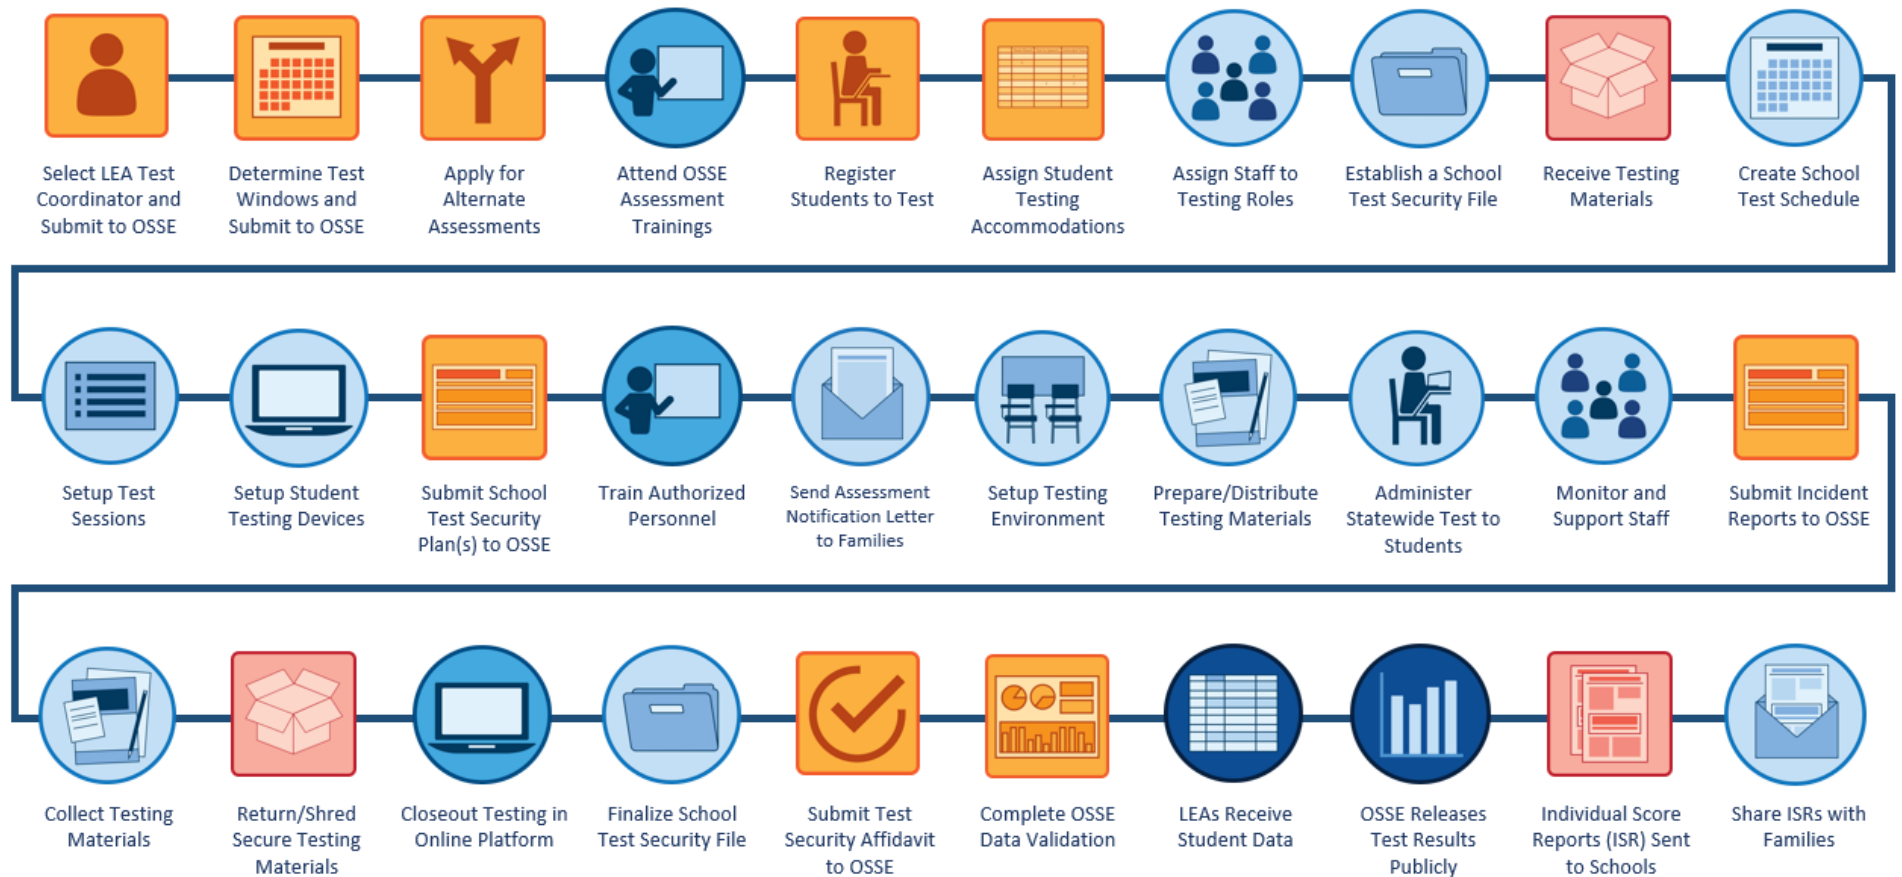 Select LEA Test
Coordinator and
Submit to OSSE
Determine Test
Windows and
Submit to OSSE
Apply for
Alternate
Assessments
Attend OSSE
Assessment
Trainings
Register
Students to Test
Assign Student
Testing
Accommodations
Assign Staff to
Testing Roles
Establish a School
Test Security File
Receive Testing
Materials
Create School
Test Schedule
Setup Test
Sessions
Setup Student
Testing Devices
Submit School
Test Security
Plan(s) to OSSE
Train Authorized
Personnel
Send Assessment
Notification Letter
to Families
Setup Testing
Environment
Prepare/Distribute
Testing Materials
Administer
Statewide Test to
Students
Monitor and
Support Staff
Submit Incident
Reports to OSSE
Collect Testing
Materials
Return/Shred
Secure Testing
Materials
Closeout Testing in
Online Platform
Finalize School
Test Security File
Submit Test
Security Affidavit
to OSSE
Complete OSSE
Data Validation
LEAs Receive
Student Data
OSSE Releases
Test Results
Publicly
Individual Score
Reports (ISR) Sent
to Schools
Share ISRs with
Families